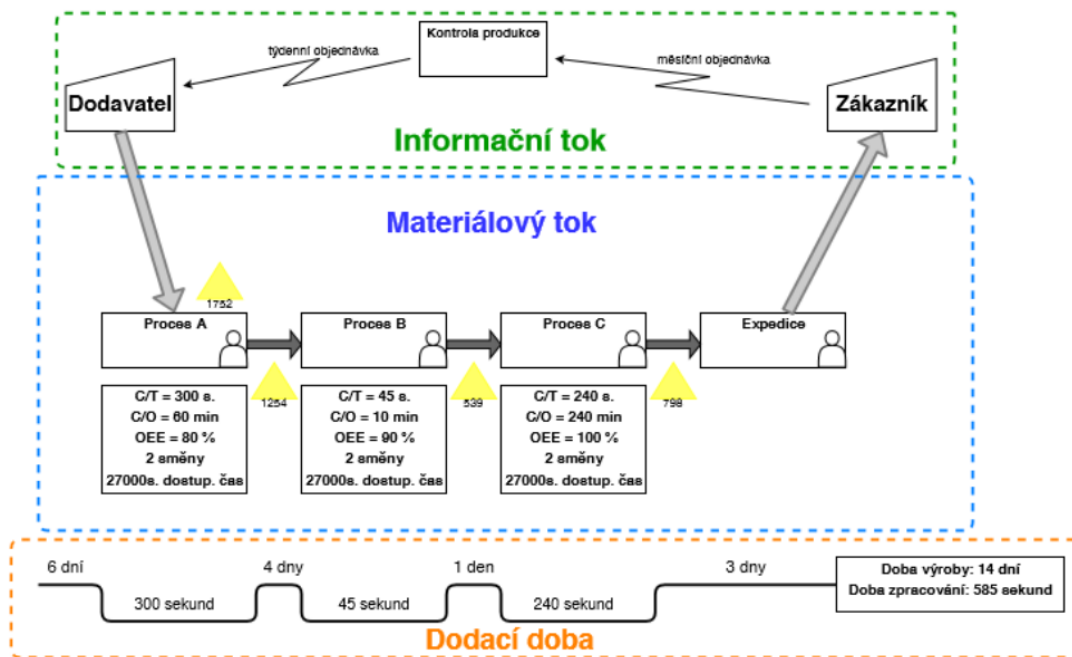 Kontrola produkce
týdenní objednávka
měsíční objednávka
Dodavatel
Zákazník
Informační tok
Materiálový tok
1752
Proces A
Proces B
Proces C
Expedice
1254
539
798
C/T = 300 s.
C/O = 60 min
OEE = 80 %
2 směny
27000s. dostup. čas
C/T = 45 s.
C/O = 10 min
OEE = 90 %
2 směny
27000s. dostup. čas
C/T = 240 s.
C/O = 240 min
OEE = 100 %
2 směny
27000s. dostup. čas
6 dní
4 dny
1 den
3 dny
300 sekund
45 sekund
240 sekund
Doba výroby: 14 dní
Doba zpracování: 585 sekund
Dodací doba